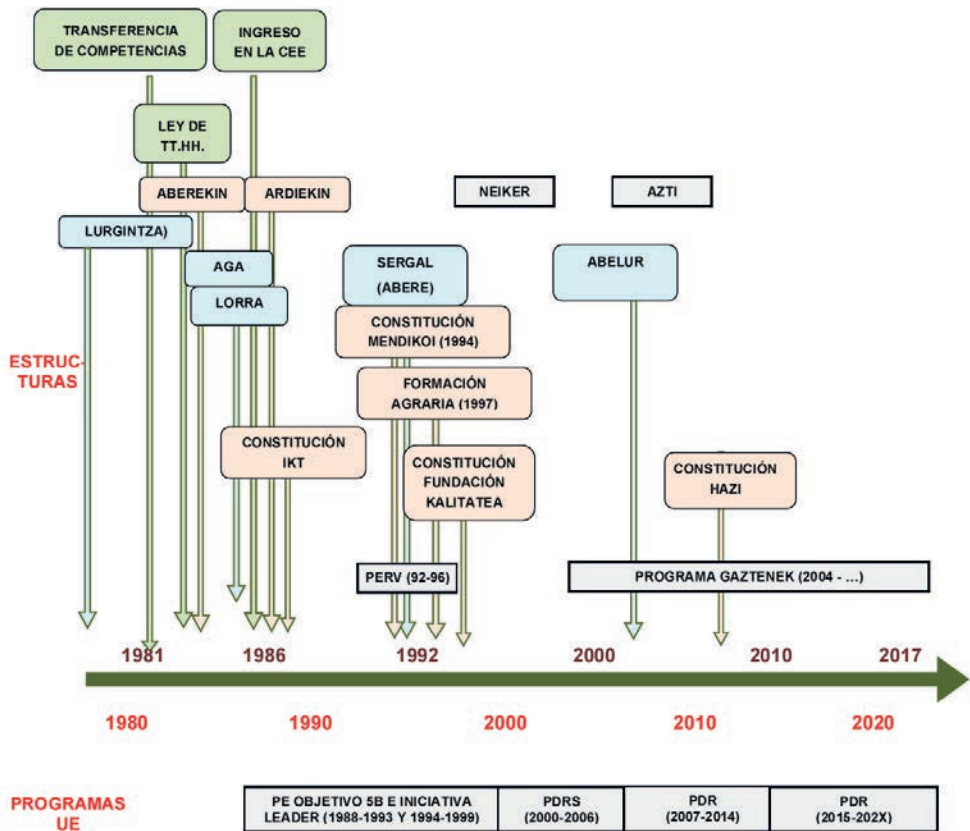 TRANSFERENCIA
DE COMPETENCIAS
INGRESO
EN LA CEE
LEY DE
TT.HH.
ABEREKIN
ARDIEKIN
NEIKER
AZTI
LURGINTZA)
AGA
LORRA
SERGAL
(ABERE)
ABELUR
CONSTITUCIÓN
MENDIKOI (1994)
ESTRUC-
TURAS
FORMACIÓN
AGRARIA (1997)
CONSTITUCIÓN
IKT
CONSTITUCIÓN
FUNDACIÓN
KALITATEA
CONSTITUCIÓN
HAZI
PERV (92-96)
PROGRAMA GAZTENEK (2004 - ...)
1981 1986 1992 2000 2010 2017
1980 1990 2000 2010 2020
PROGRAMAS
UE
PE OBJETIVO 5B E INICIATIVA
LEADER (1988-1993 Y 1994-1999)
PDRS
(2000-2006)
PDR
(2007-2014)
PDR
(2015-202X)